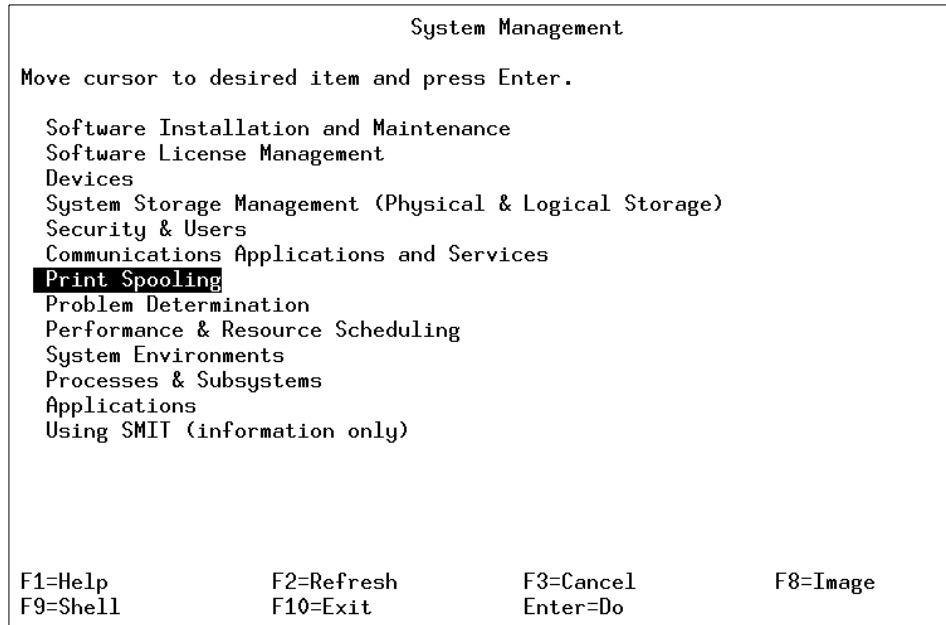 System Management
Move cursor to desired item and press Enter.
Software Installation and Maintenance
Software License Management
Devices
System Storage Management (Physical & Logical Storage)
Security & Users
Communications Applications and Services
Print Spooling
Problem Determination
Performance & Resource Scheduling
System Environments
Processes & Subsystems
Applications
Using SMIT (information only)
F1=Help F2=Refresh F3=Cancel F8=Image
F9=Shell F10=Exit Enter=Do